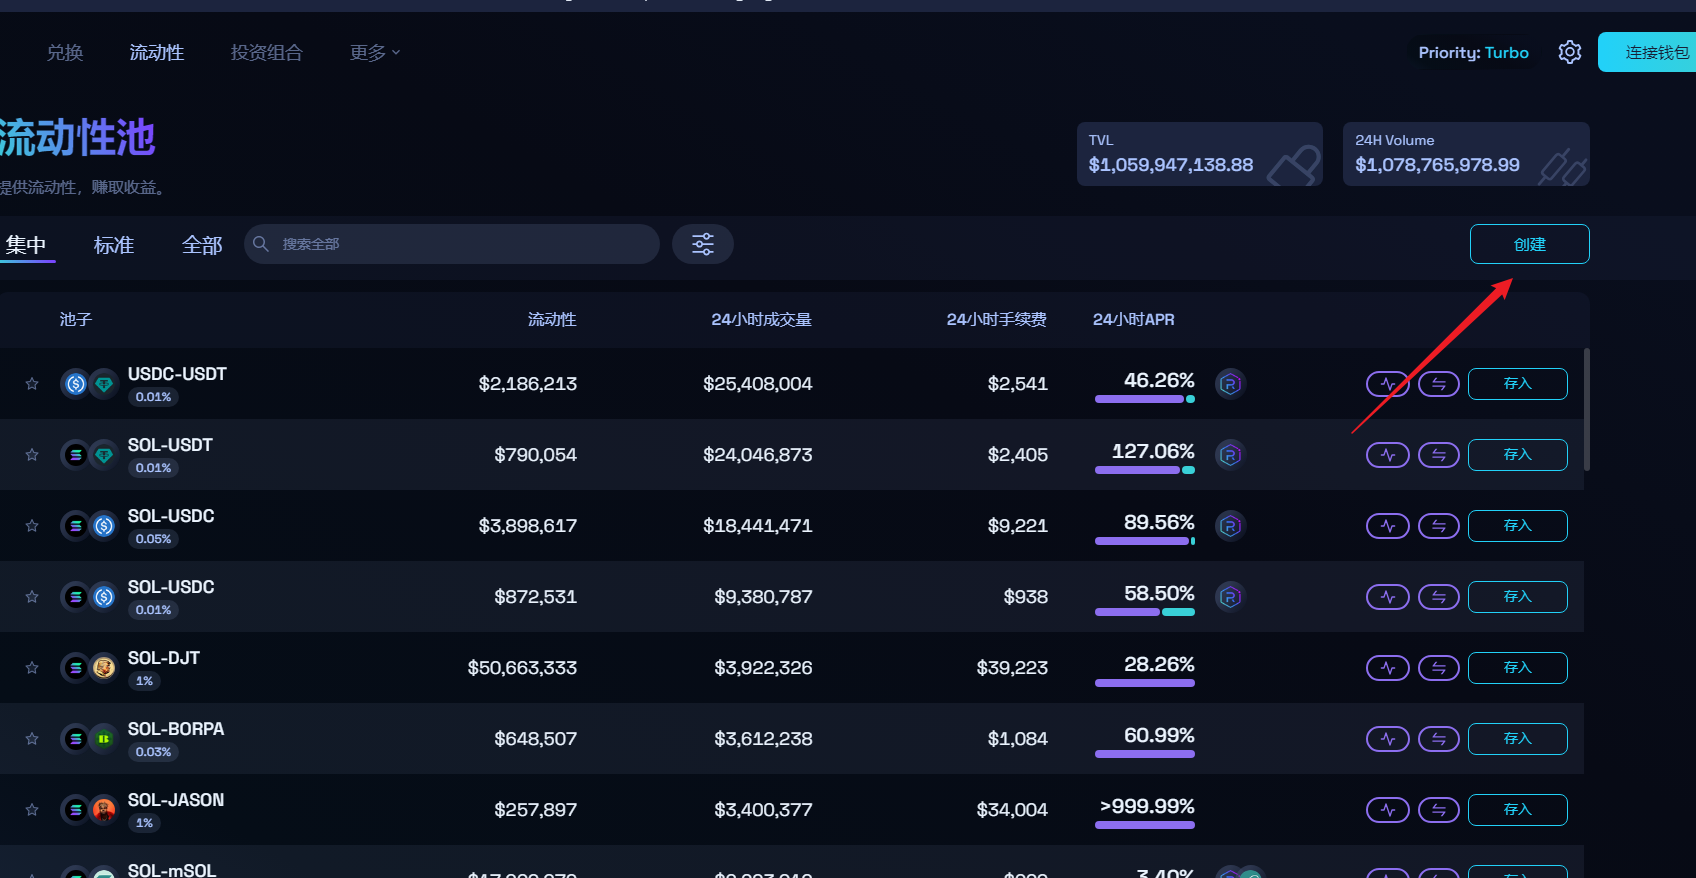 兑换 流动性 投资组合 更多 Priority: Turbo 连接钱包
流动性池
提供流动性，赚取收益。
TVL
$1,059,947,138.88
24H Volume
$1,078,765,978.99
集中 标准 全部 搜索全部 创建
池子 流动性 24小时成交量 24小时手续费 24小时APR
USDC-USDT
0.01%
$2,186,213 $25,408,004 $2,541 46.26% 存入
SOL-USDT
0.01%
$790,054 $24,046,873 $2,405 127.06% 存入
SOL-USDC
0.05%
$3,898,617 $18,441,471 $9,221 89.56% 存入
SOL-USDC
0.01%
$872,531 $9,380,787 $938 58.50% 存入
SOL-DJT
1%
$50,663,333 $3,922,326 $39,223 28.26% 存入
SOL-BORPA
0.03%
$648,507 $3,612,238 $1,084 60.99% 存入
SOL-JASON
1%
$257,897 $3,400,377 $34,004 >999.99% 存入
SOL-mSOL
3.40% 存入